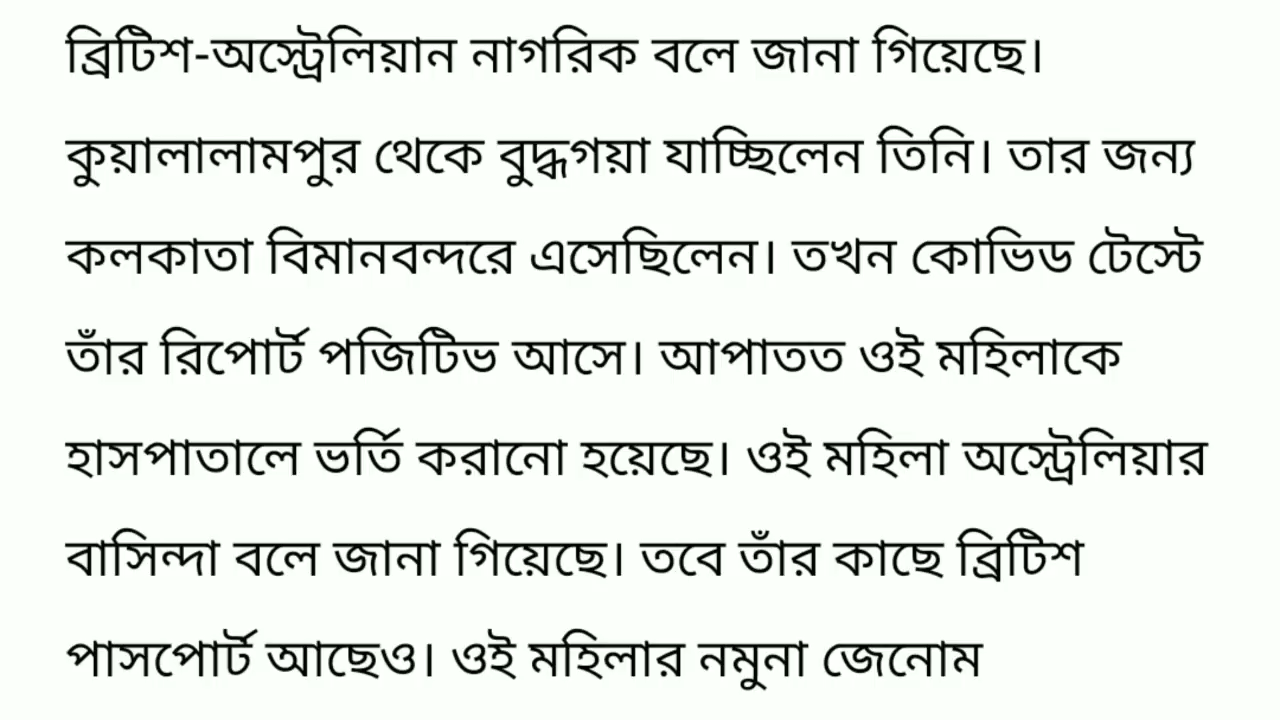 ব্রিটিশ-অস্ট্রেলিয়ান নাগরিক বলে জানা গিয়েছে।
কুয়ালালামপুর থেকে বুদ্ধগয়া যাচ্ছিলেন তিনি। তার জন্য
কলকাতা বিমানবন্দরে এসেছিলেন। তখন কোভিড টেস্টে
তাঁর রিপোর্ট পজিটিভ আসে। আপাতত ওই মহিলাকে
হাসপাতালে ভর্তি করানো হয়েছে। ওই মহিলা অস্ট্রেলিয়ার
বাসিন্দা বলে জানা গিয়েছে। তবে তাঁর কাছে ব্রিটিশ
পাসপোর্ট আছেও। ওই মহিলার নমুনা জেনোম